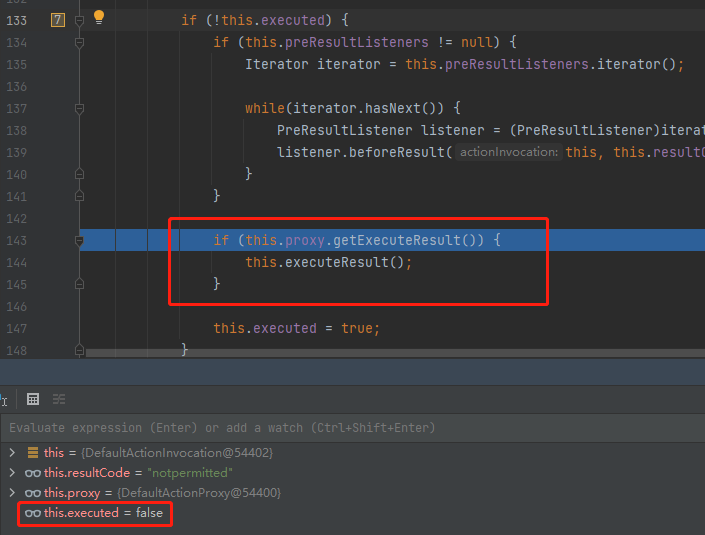 133 7 if (!this.executed) {
134 if (this.preResultListeners != null) {
135 Iterator iterator = this.preResultListeners.iterator();
136
137 while(iterator.hasNext()) {
138 PreResultListener listener = (PreResultListener)iterat
139 listener.beforeResult( actionInvocation: this, this.resultC
140 }
141 }
142
143 if (this.proxy.getExecuteResult()) {
144 this.executeResult();
145 }
146
147 this.executed = true;
148 }
Evaluate expression (Enter) or add a watch (Ctrl+Shift+Enter)
this = {DefaultActionInvocation@54402}
this.resultCode = "notpermitted"
this.proxy = {DefaultActionProxy@54400}
this.executed = false